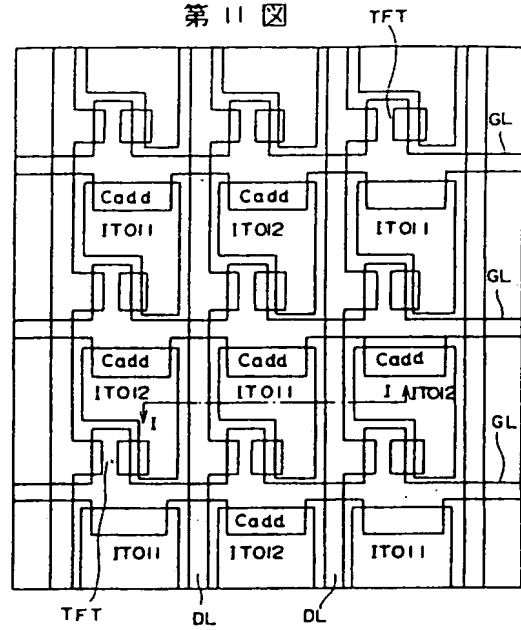 第 11 図
TFT
GL
Cadd Cadd
ITO11 ITO12 ITO11
GL
Cadd Cadd Cadd
ITO12 ITO11 I ITO12
I
GL
Cadd
ITO11 ITO12 ITO11
TFT DL DL